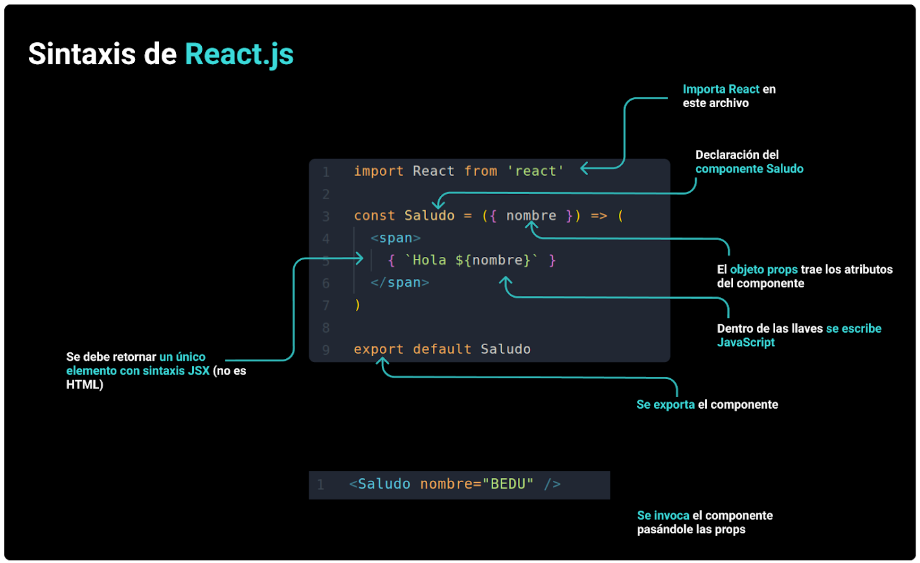 Sintaxis de React.js
Importa React en
este archivo
Declaración del
componente Saludo
1 import React from 'react'
2
3 const Saludo = ({ nombre }) => (
4 <span>
5 { `Hola ${nombre}` }
6 </span>
7 )
8
9 export default Saludo
El objeto props trae los atributos
del componente
Dentro de las llaves se escribe
JavaScript
Se debe retornar un único
elemento con sintaxis JSX (no es
HTML)
Se exporta el componente
1 <Saludo nombre="BEDU" />
Se invoca el componente
pasándole las props